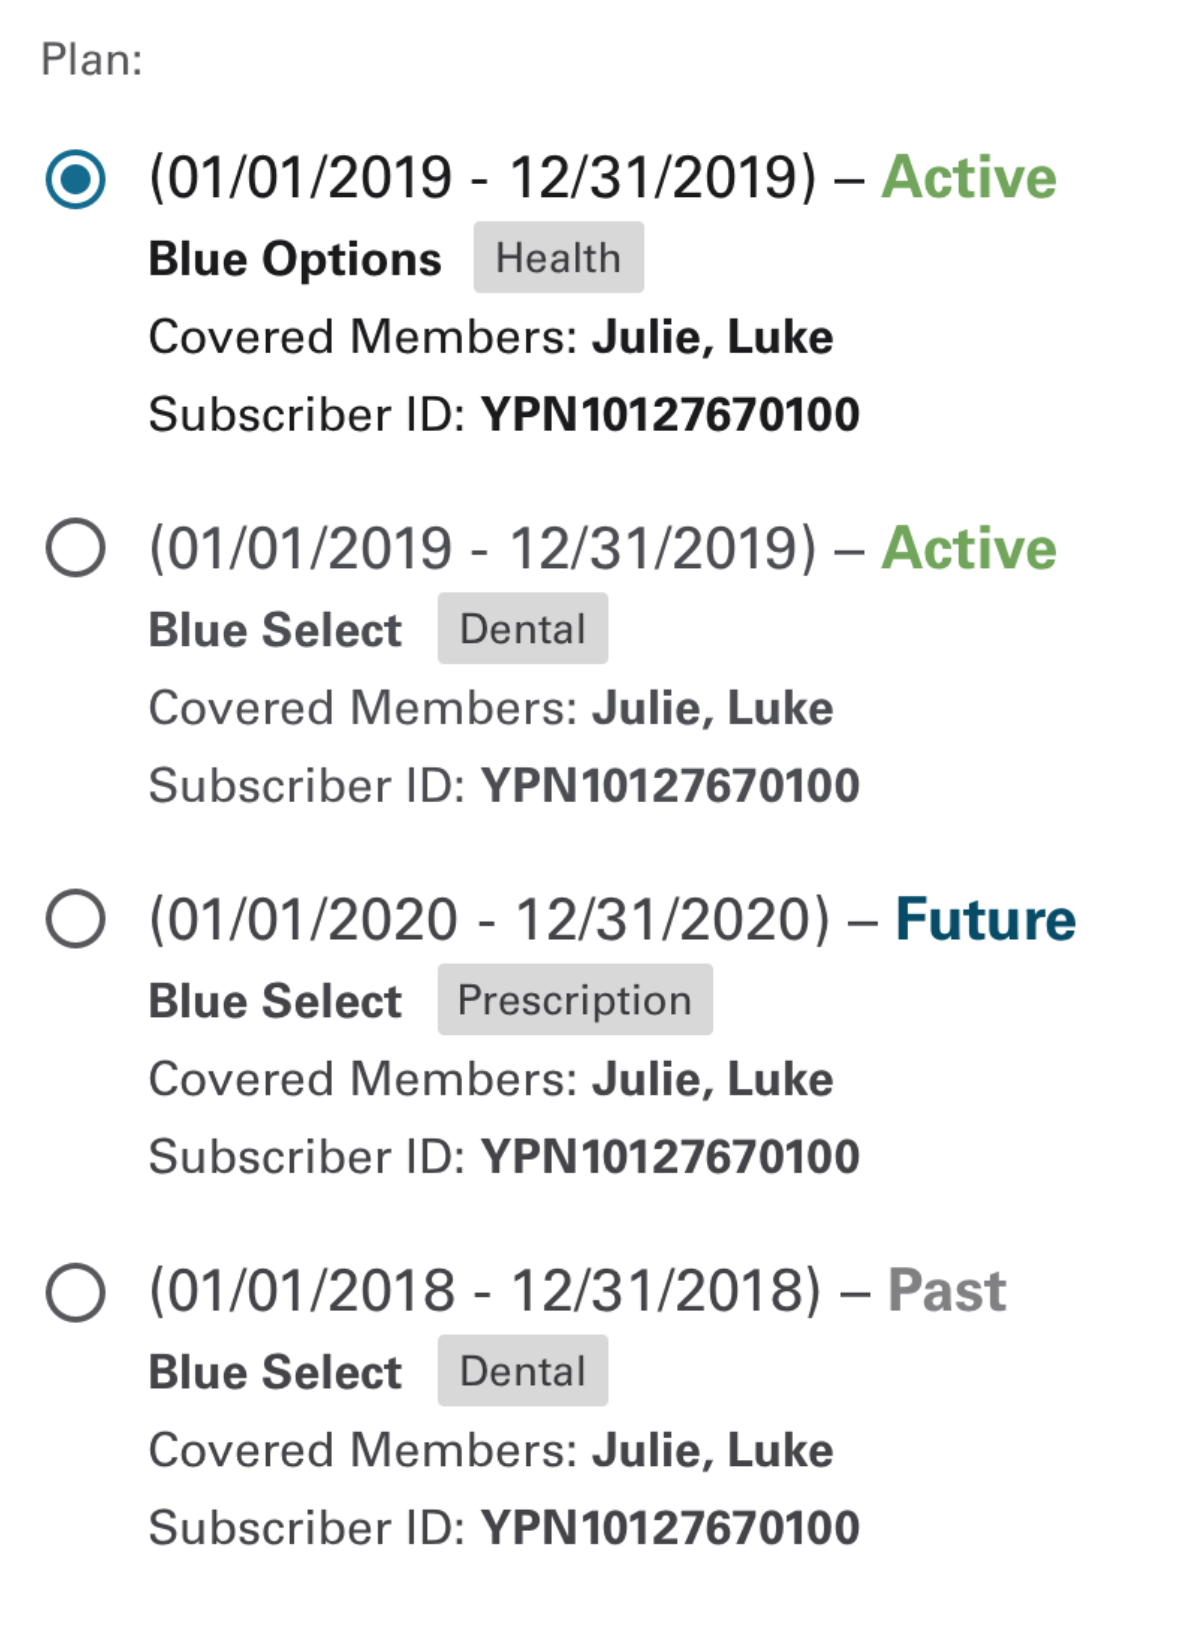 Plan:
(01/01/2019 - 12/31/2019) – Active
Blue Options Health
Covered Members: Julie, Luke
Subscriber ID: YPN10127670100
(01/01/2019 - 12/31/2019) – Active
Blue Select Dental
Covered Members: Julie, Luke
Subscriber ID: YPN10127670100
(01/01/2020 - 12/31/2020) – Future
Blue Select Prescription
Covered Members: Julie, Luke
Subscriber ID: YPN10127670100
(01/01/2018 - 12/31/2018) – Past
Blue Select Dental
Covered Members: Julie, Luke
Subscriber ID: YPN10127670100